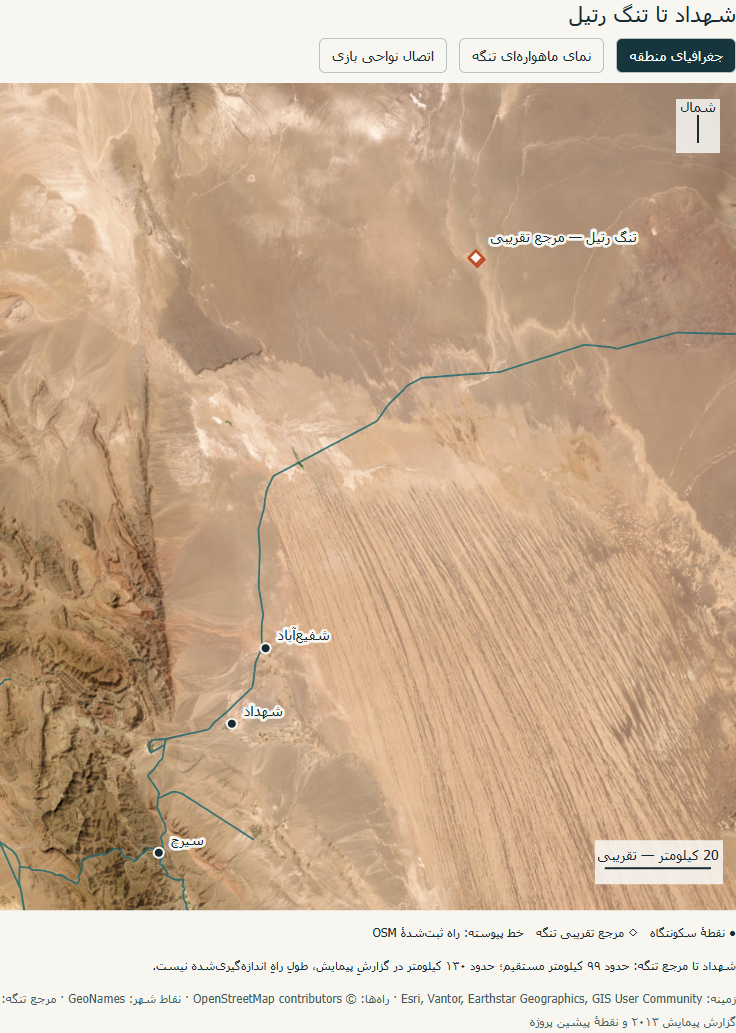 شهداد تا تنگ رتیل
جغرافیای منطقه
نمای ماهواره‌ای تنگه
اتصال نواحی بازی
شمال
تنگ رتیل — مرجع تقریبی
شفیع‌آباد
شهداد
سیرچ
20 کیلومتر — تقریبی
● نقطهٔ سکونتگاه ◇ مرجع تقریبی تنگه خط پیوسته: راه ثبت‌شدهٔ OSM
شهداد تا مرجع تنگه: حدود ۹۹ کیلومتر مستقیم؛ حدود ۱۳۰ کیلومتر در گزارش پیمایش، طول راهِ اندازه‌گیری‌شده نیست.
زمینه: Esri, Vantor, Earthstar Geographics, GIS User Community · راه‌ها: © OpenStreetMap contributors · نقاط شهر: GeoNames · مرجع تنگه:
گزارش پیمایش ۲۰۱۳ و نقطهٔ پیشین پروژه